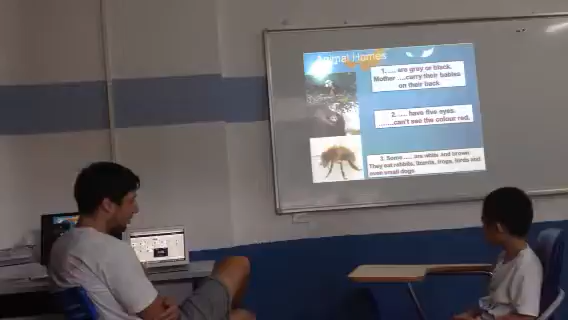 Animal Homes
1..... are grey or black.
Mother ....carry their babies
on their back
2. .... have five eyes.
.......can't see the colour red.
3. Some .... are white and brown.
They eat rabbits, lizards, frogs, birds and
even small dogs